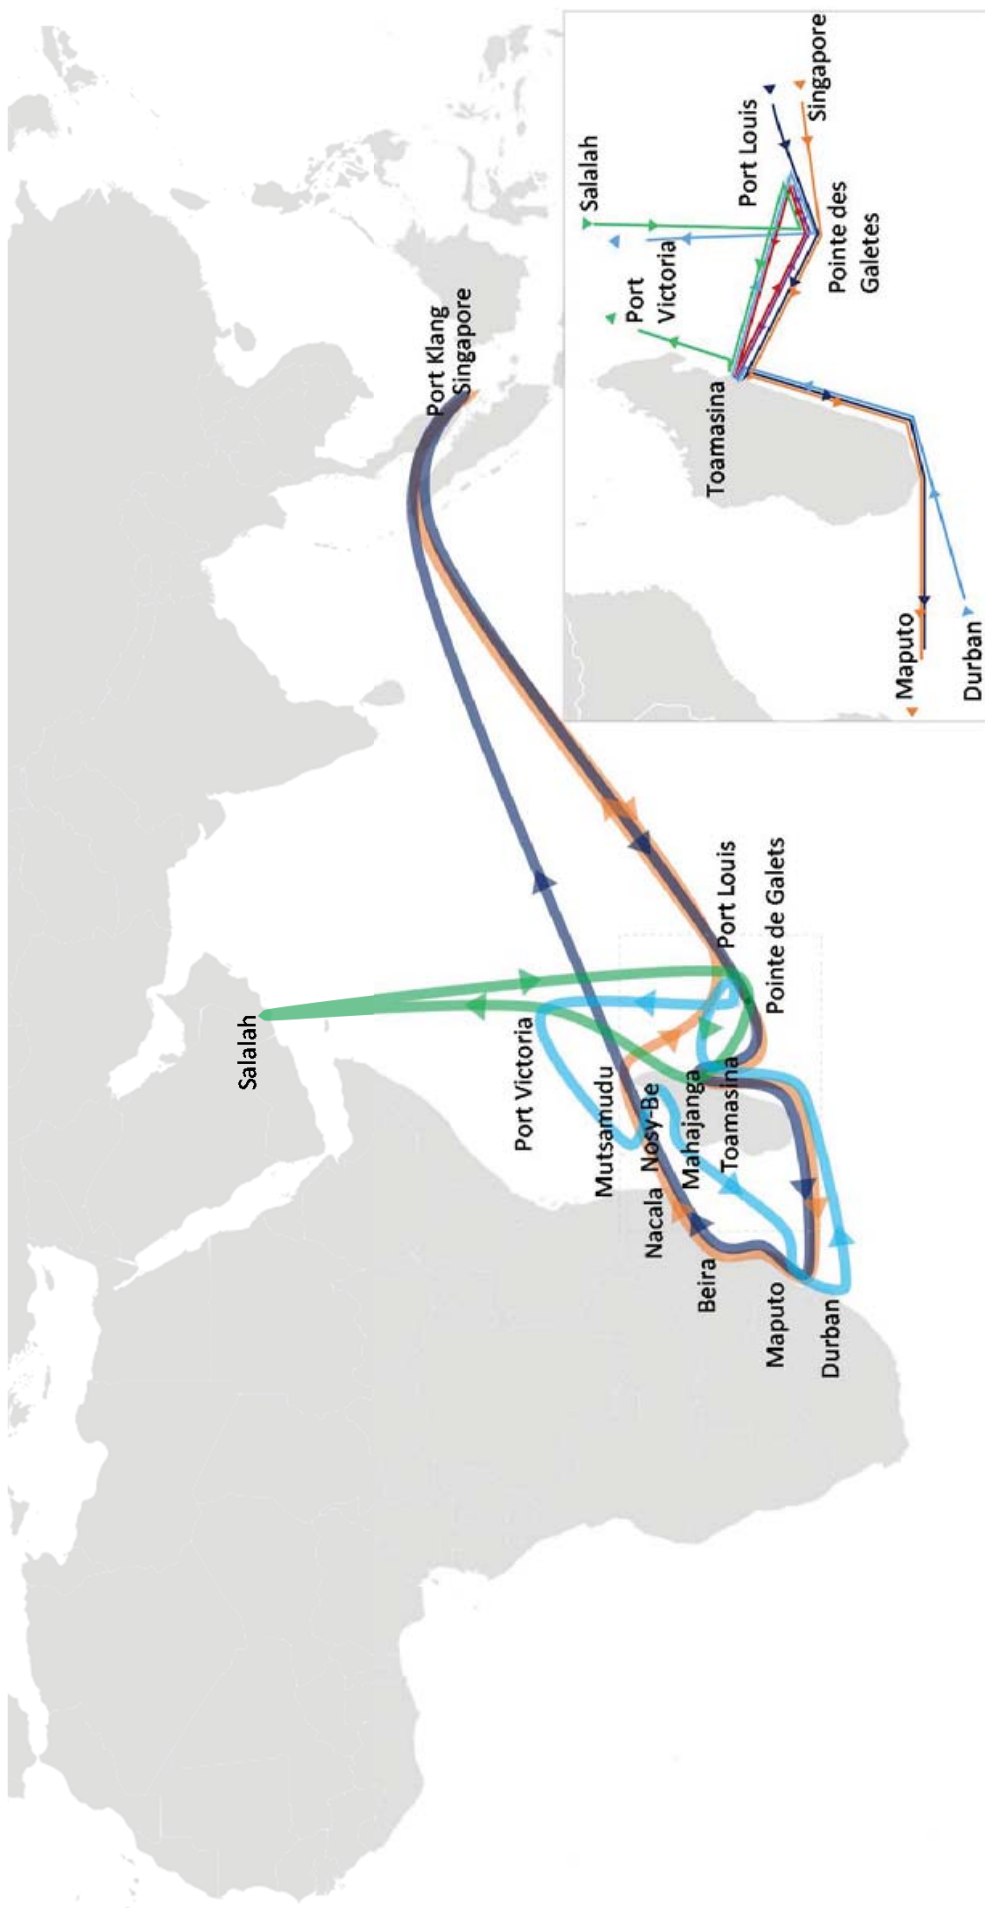 Salalah
Port Klang
Singapore
Port Victoria
Mutsamudu
Nacala
Nosy-Be
Mahajanga
Toamasina
Beira
Maputo
Durban
Port Louis
Pointe de Galets
Salalah
Port
Victoria
Port Louis
Singapore
Pointe des
Galetes
Toamasina
Maputo
Durban